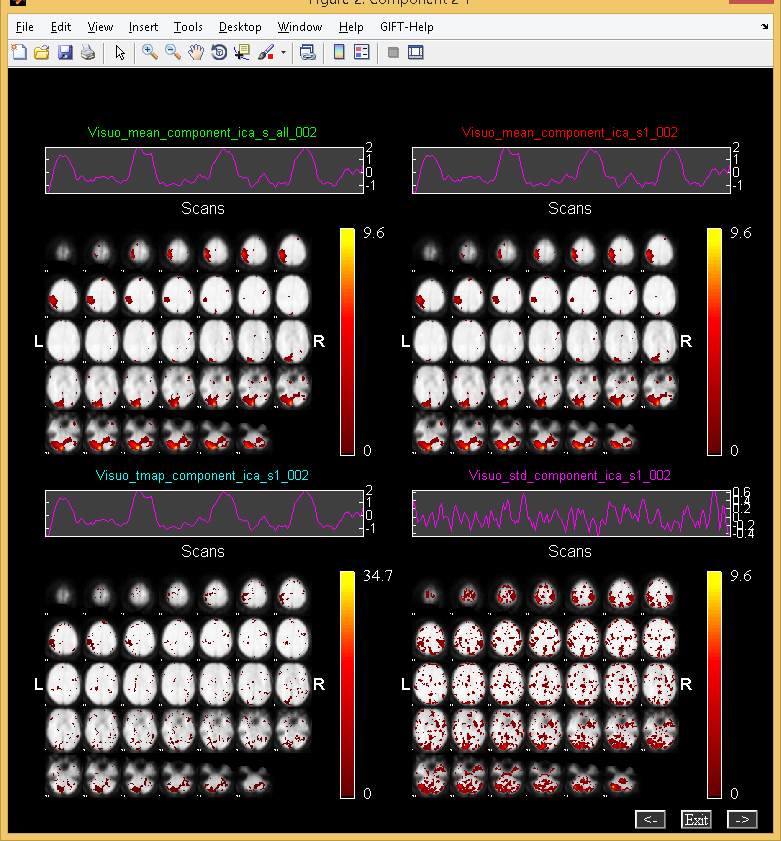 Figure 2: Component 2-1
File Edit View Insert Tools Desktop Window Help GIFT-Help
Visuo_mean_component_ica_s_all_002
2
1
0
-1
Scans
9.6
L R
0
Visuo_mean_component_ica_s1_002
2
1
0
-1
Scans
9.6
L R
0
Visuo_tmap_component_ica_s1_002
2
1
0
-1
Scans
34.7
L R
0
Visuo_std_component_ica_s1_002
0.6
0.4
0.2
0
-0.2
-0.4
Scans
9.6
L R
0
<- Exit ->